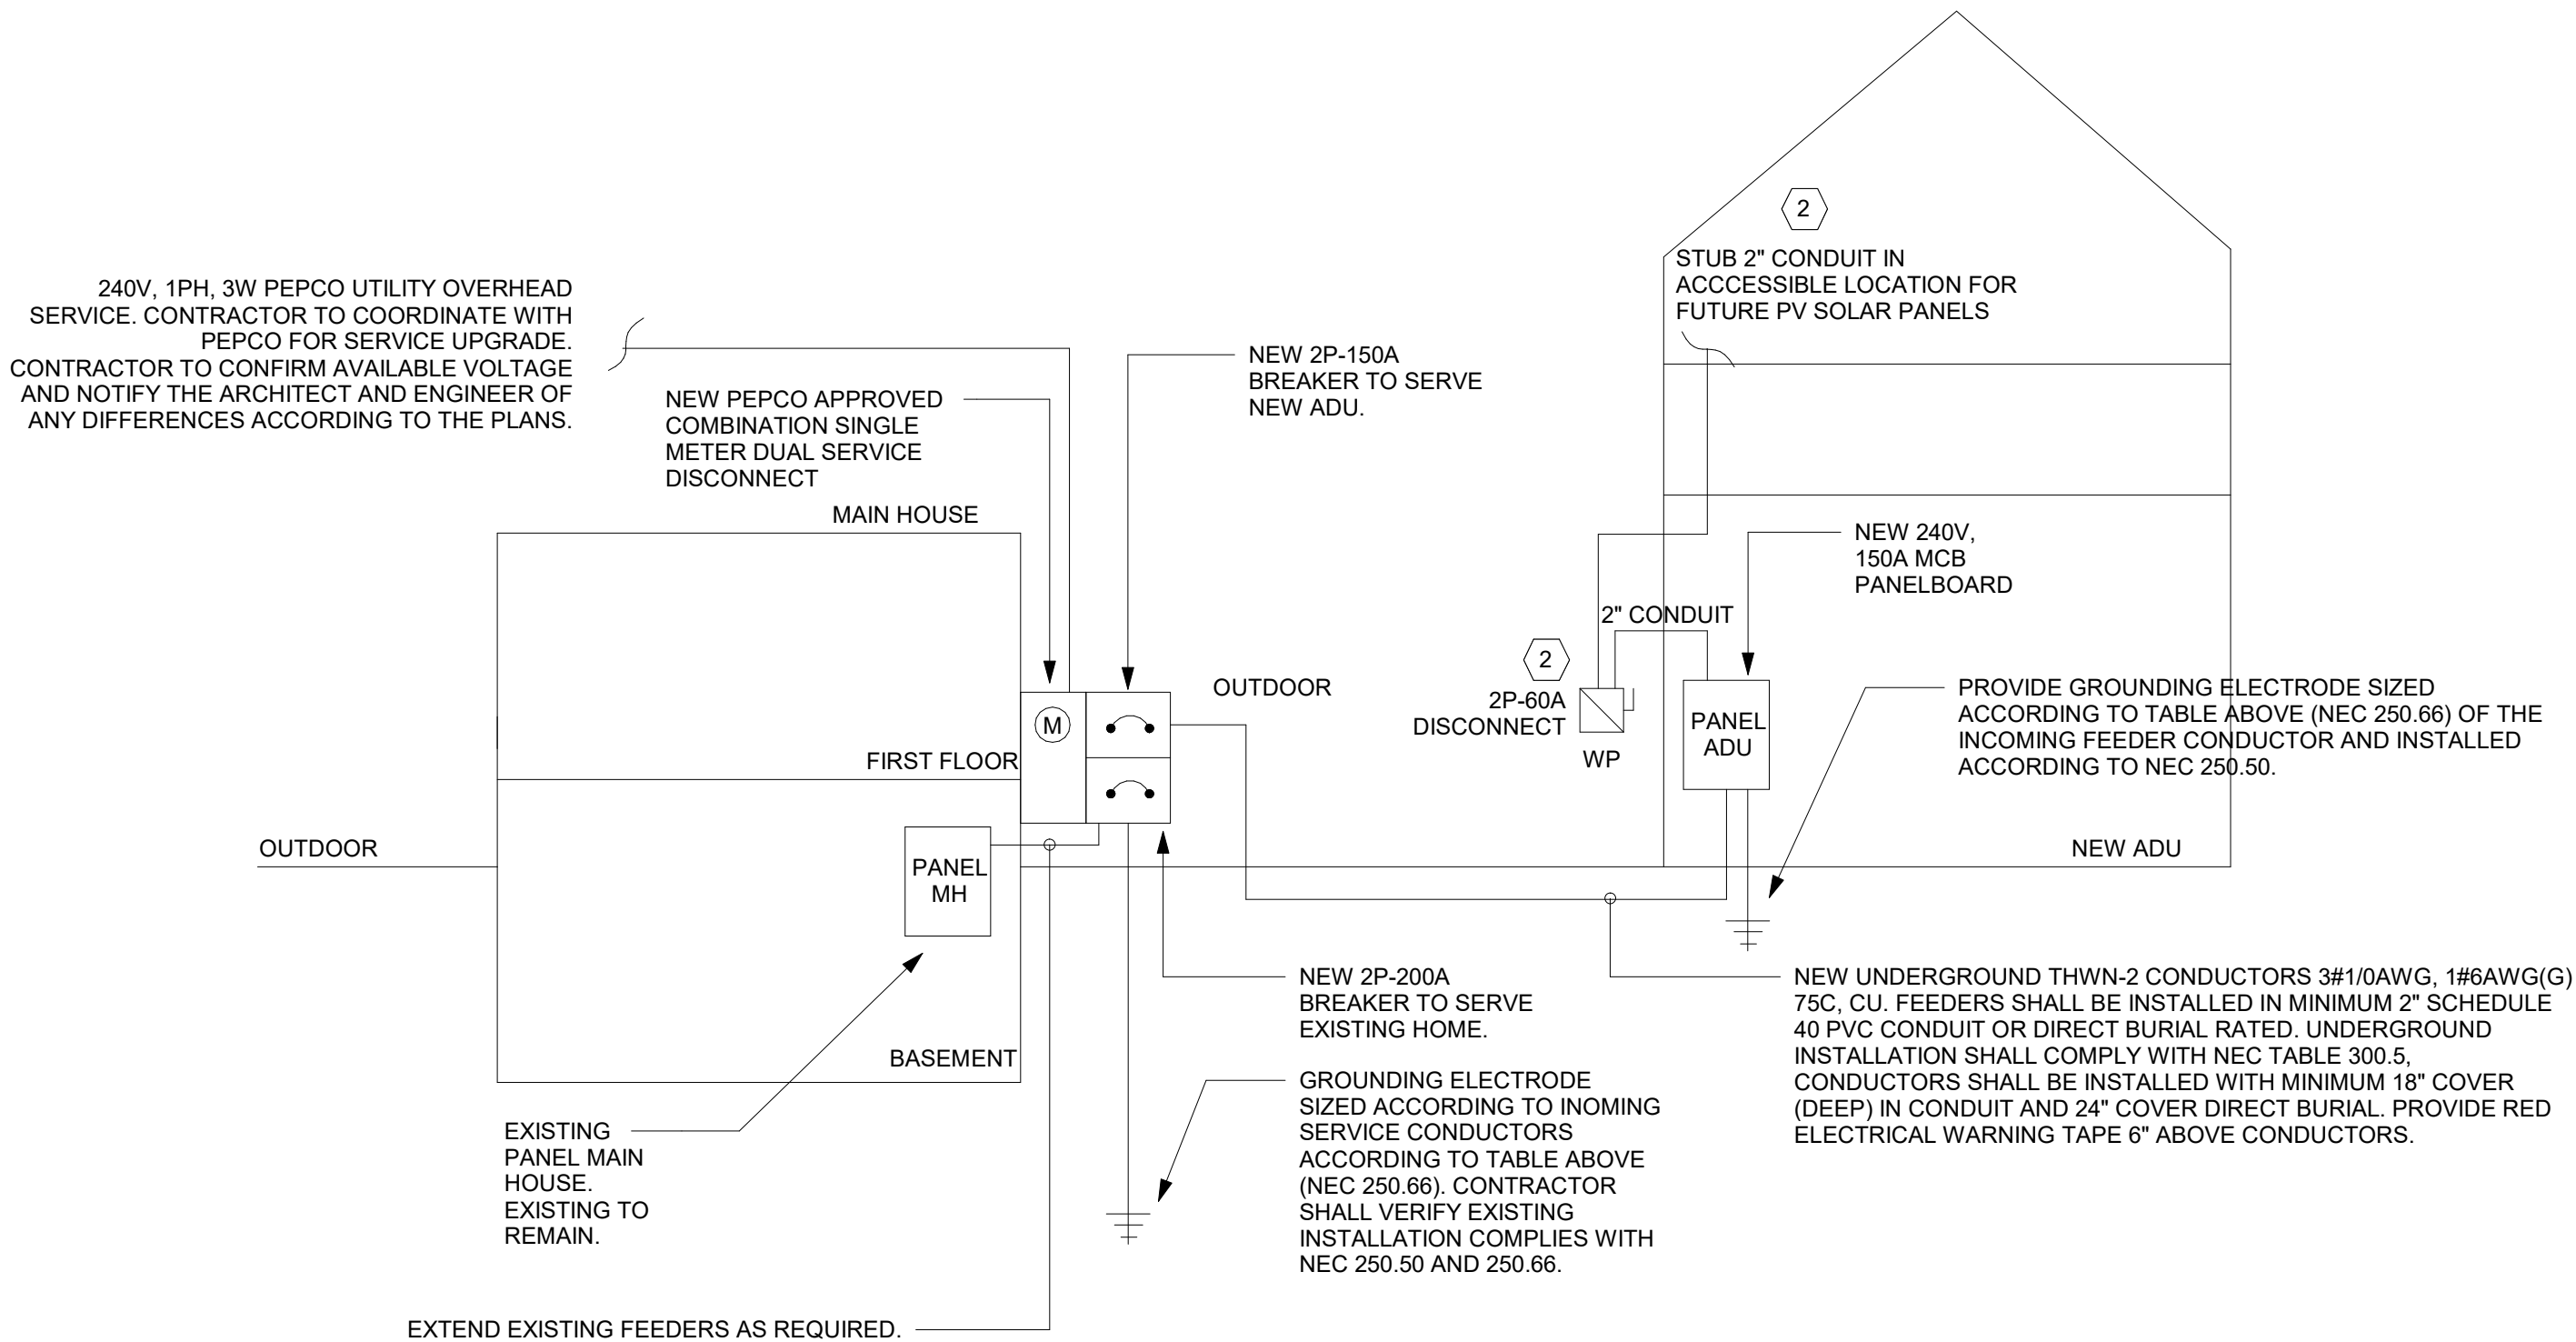 2
STUB 2" CONDUIT IN
ACCCESSIBLE LOCATION FOR
FUTURE PV SOLAR PANELS
240V, 1PH, 3W PEPCO UTILITY OVERHEAD
SERVICE. CONTRACTOR TO COORDINATE WITH
PEPCO FOR SERVICE UPGRADE.
CONTRACTOR TO CONFIRM AVAILABLE VOLTAGE
AND NOTIFY THE ARCHITECT AND ENGINEER OF
ANY DIFFERENCES ACCORDING TO THE PLANS.
NEW PEPCO APPROVED
COMBINATION SINGLE
METER DUAL SERVICE
DISCONNECT
NEW 2P-150A
BREAKER TO SERVE
NEW ADU.
MAIN HOUSE
NEW 240V,
150A MCB
PANELBOARD
2" CONDUIT
2
2P-60A
DISCONNECT
WP
OUTDOOR
M
PANEL
ADU
PROVIDE GROUNDING ELECTRODE SIZED
ACCORDING TO TABLE ABOVE (NEC 250.66) OF THE
INCOMING FEEDER CONDUCTOR AND INSTALLED
ACCORDING TO NEC 250.50.
FIRST FLOOR
OUTDOOR
NEW ADU
PANEL
MH
NEW 2P-200A
BREAKER TO SERVE
EXISTING HOME.
NEW UNDERGROUND THWN-2 CONDUCTORS 3#1/0AWG, 1#6AWG(G)
75C, CU. FEEDERS SHALL BE INSTALLED IN MINIMUM 2" SCHEDULE
40 PVC CONDUIT OR DIRECT BURIAL RATED. UNDERGROUND
INSTALLATION SHALL COMPLY WITH NEC TABLE 300.5,
CONDUCTORS SHALL BE INSTALLED WITH MINIMUM 18" COVER
(DEEP) IN CONDUIT AND 24" COVER DIRECT BURIAL. PROVIDE RED
ELECTRICAL WARNING TAPE 6" ABOVE CONDUCTORS.
BASEMENT
GROUNDING ELECTRODE
SIZED ACCORDING TO INOMING
SERVICE CONDUCTORS
ACCORDING TO TABLE ABOVE
(NEC 250.66). CONTRACTOR
SHALL VERIFY EXISTING
INSTALLATION COMPLIES WITH
NEC 250.50 AND 250.66.
EXISTING
PANEL MAIN
HOUSE.
EXISTING TO
REMAIN.
EXTEND EXISTING FEEDERS AS REQUIRED.